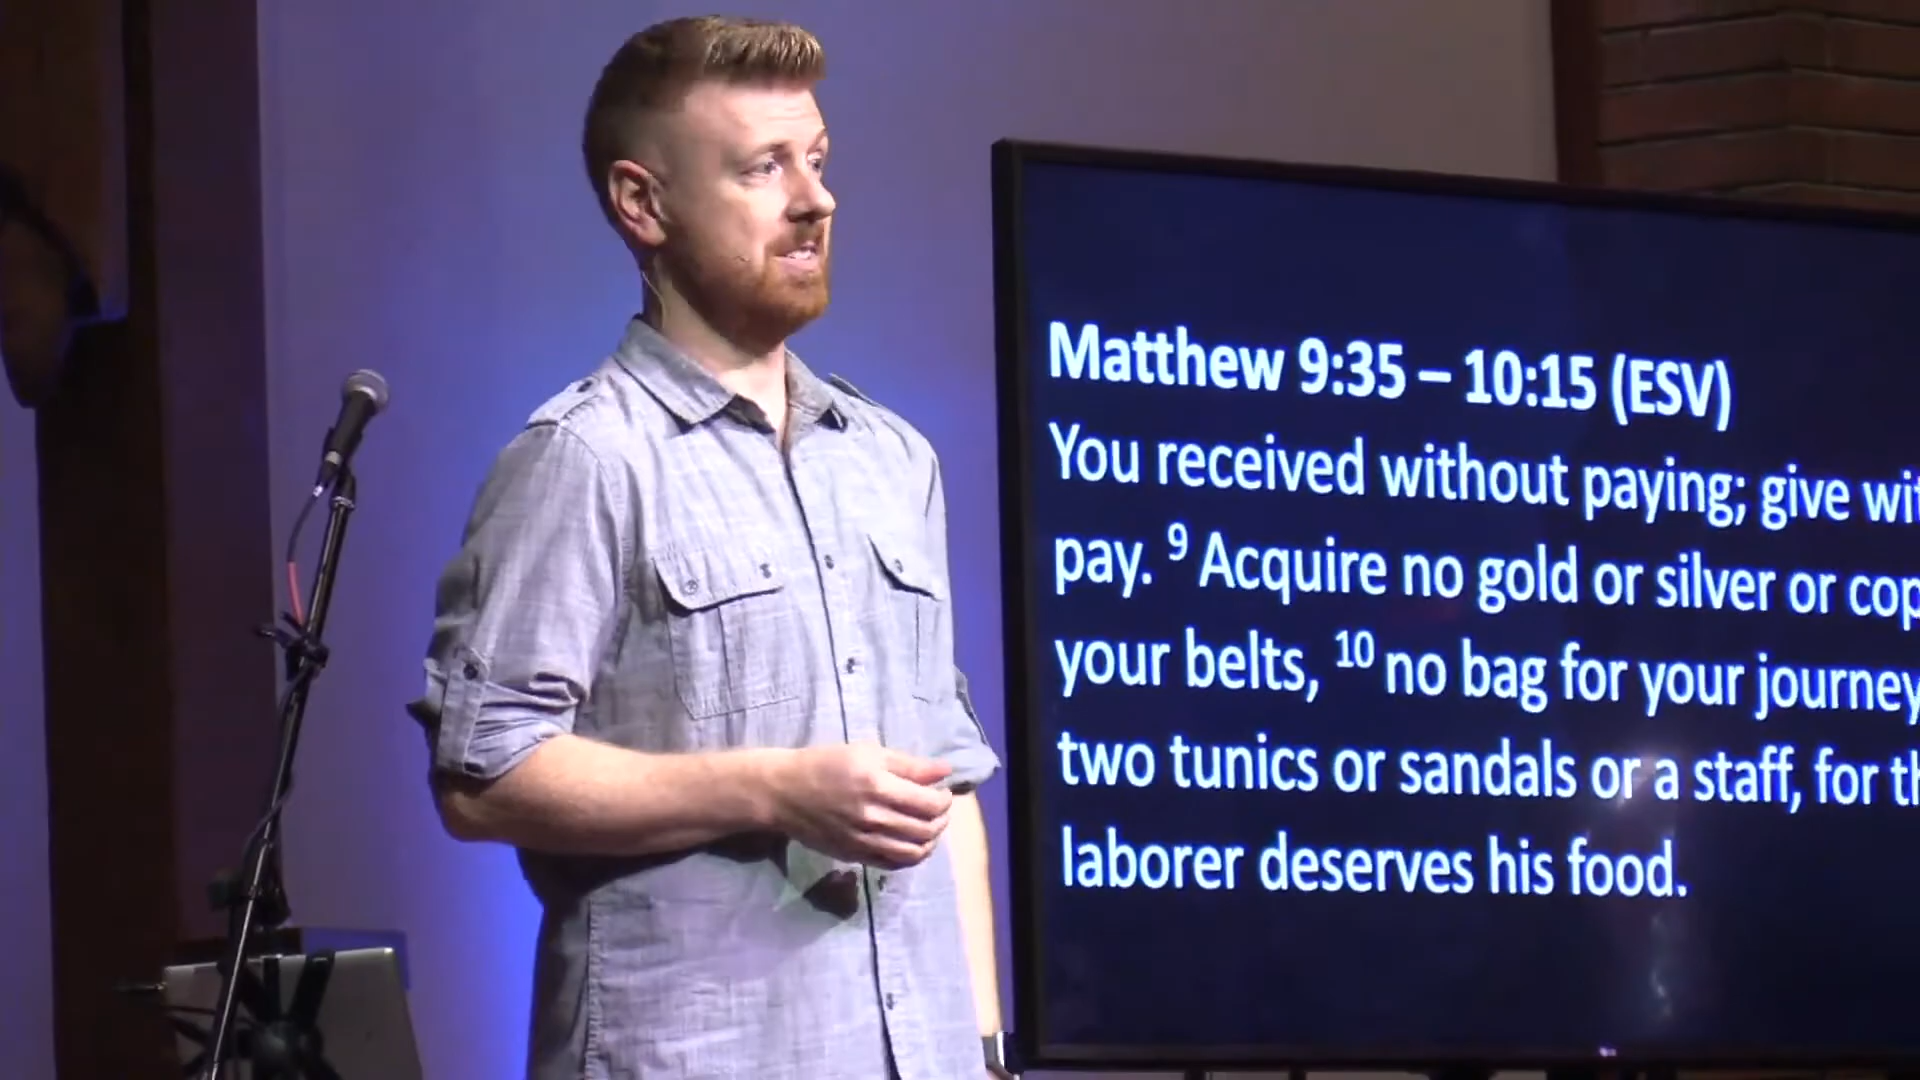 Matthew 9:35 – 10:15 (ESV)
You received without paying; give
pay. 9 Acquire no gold or silver or
your belts, 10 no bag for your journey
two tunics or sandals or a staff, for
laborer deserves his food.